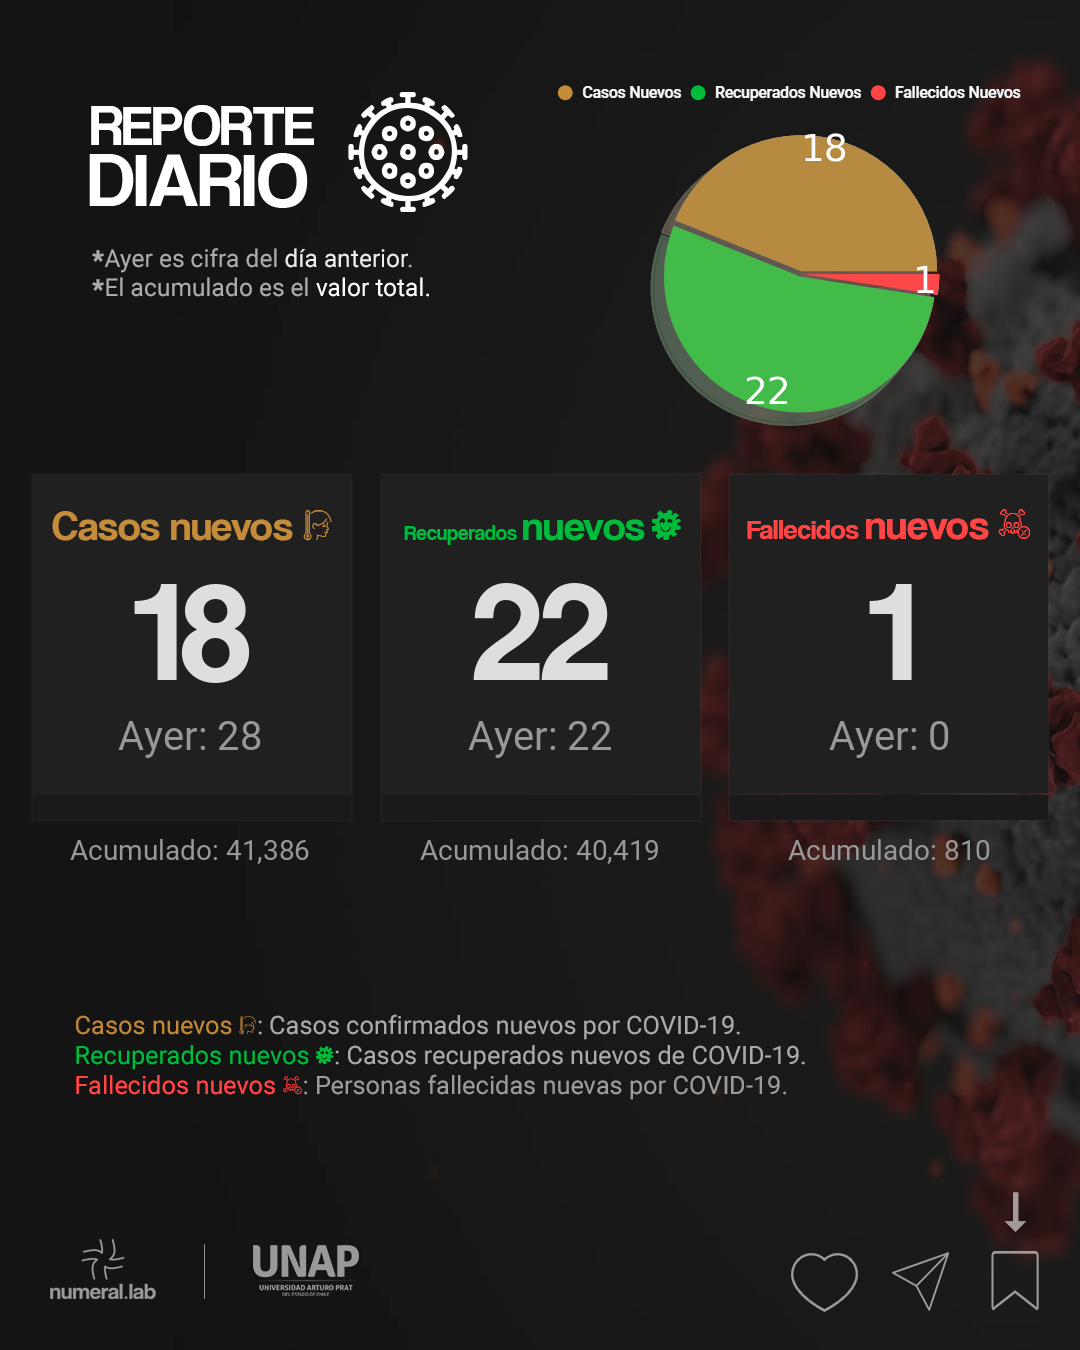 REPORTE
DIARIO
*Ayer es cifra del día anterior.
*El acumulado es el valor total.
Casos Nuevos Recuperados Nuevos Fallecidos Nuevos
18
1
22
Casos nuevos
18
Ayer: 28
Acumulado: 41,386
Recuperados nuevos
22
Ayer: 22
Acumulado: 40,419
Fallecidos nuevos
1
Ayer: 0
Acumulado: 810
Casos nuevos : Casos confirmados nuevos por COVID-19.
Recuperados nuevos : Casos recuperados nuevos de COVID-19.
Fallecidos nuevos : Personas fallecidas nuevas por COVID-19.
numeral.lab
UNAP
UNIVERSIDAD ARTURO PRAT
DEL ESTADO DE CHILE